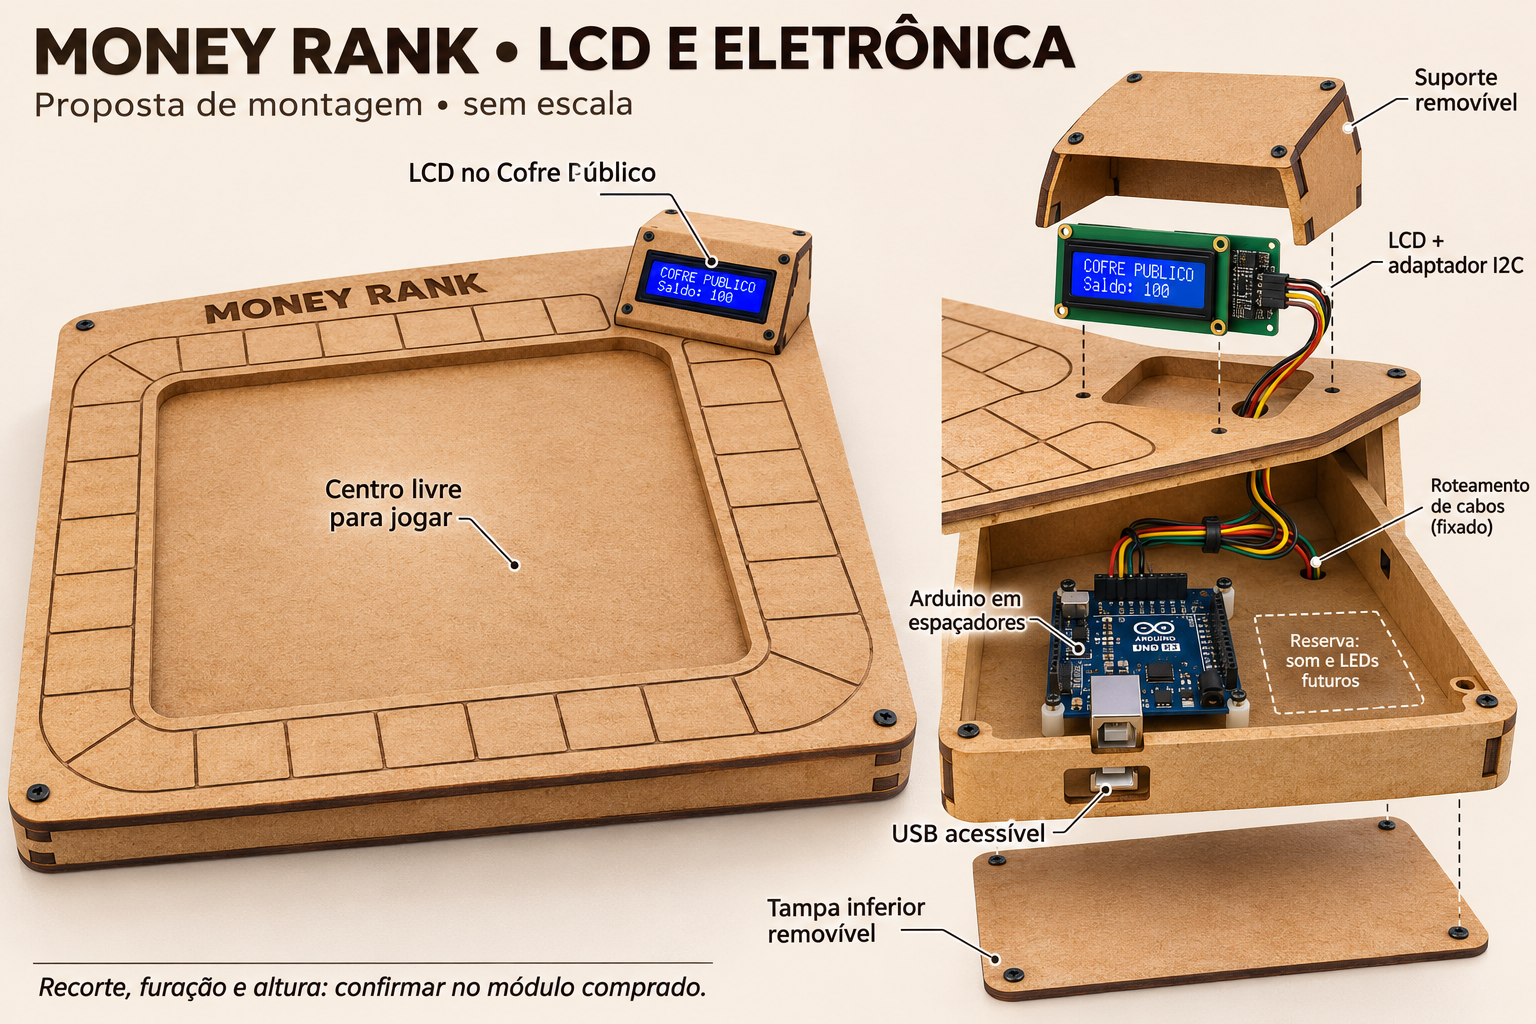 MONEY RANK • LCD E ELETRÔNICA
Proposta de montagem • sem escala
LCD no Cofre Público
COFRE PUBLICO
Saldo: 100
MONEY RANK
Centro livre
para jogar
Suporte
removível
LCD +
adaptador I2C
COFRE PUBLICO
Saldo: 100
Roteamento
de cabos
(fixado)
Arduino em
espaçadores
Reserva:
som e LEDs
futuros
USB acessível
Tampa inferior
removível
Recorte, furação e altura: confirmar no módulo comprado.